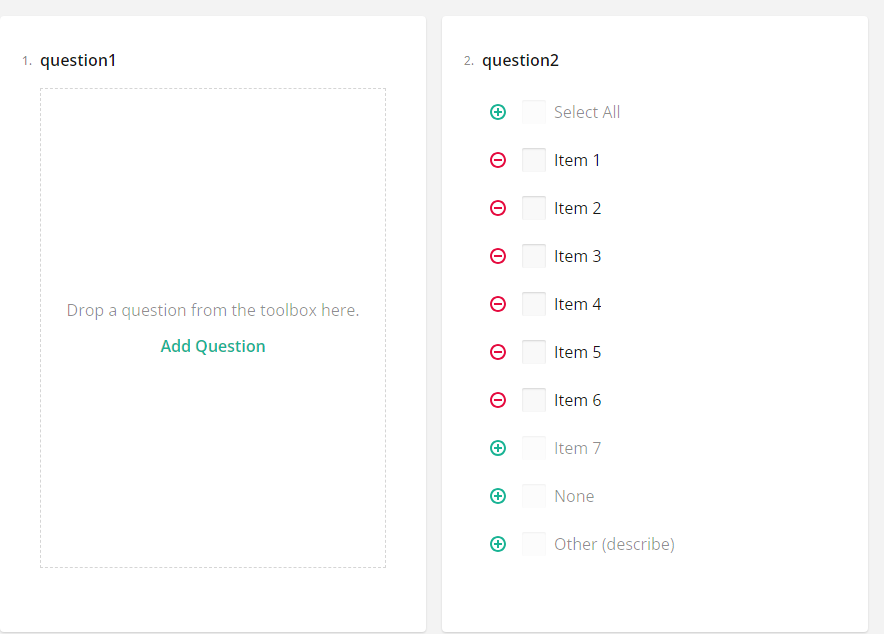 1. question1
Drop a question from the toolbox here.
Add Question
2. question2
Select All
Item 1
Item 2
Item 3
Item 4
Item 5
Item 6
Item 7
None
Other (describe)